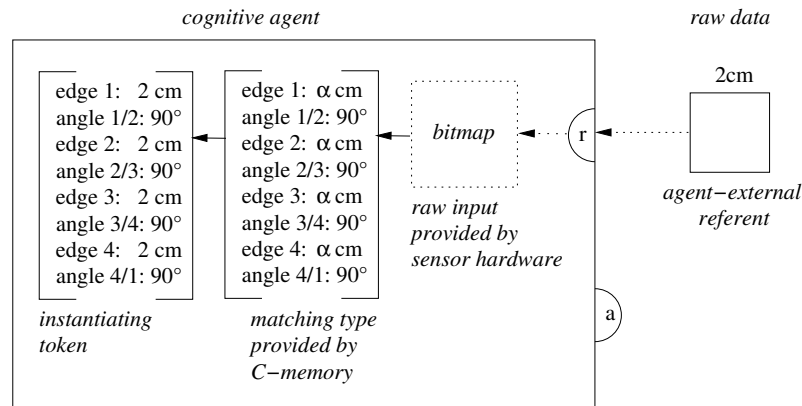 cognitive agent
raw data
edge 1: 2 cm
angle 1/2: 90°
edge 2: 2 cm
angle 2/3: 90°
edge 3: 2 cm
angle 3/4: 90°
edge 4: 2 cm
angle 4/1: 90°
instantiating
token
edge 1: α cm
angle 1/2: 90°
edge 2: α cm
angle 2/3: 90°
edge 3: α cm
angle 3/4: 90°
edge 4: α cm
angle 4/1: 90°
matching type
provided by
C−memory
bitmap
raw input
provided by
sensor hardware
r
a
2cm
agent−external
referent